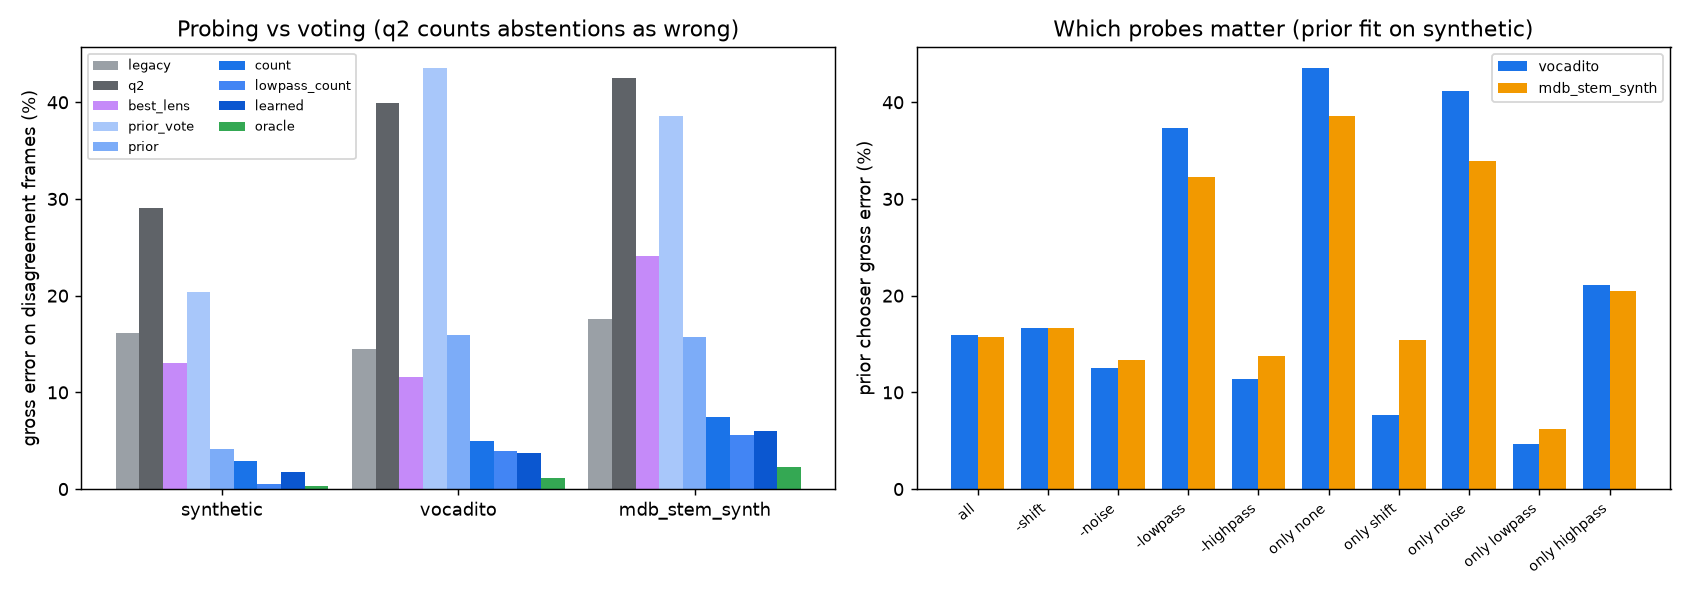 Probing vs voting (q2 counts abstentions as wrong)
gross error on disagreement frames (%)
40
30
20
10
0
legacy
q2
best_lens
prior_vote
prior
count
lowpass_count
learned
oracle
synthetic
vocadito
mdb_stem_synth
Which probes matter (prior fit on synthetic)
prior chooser gross error (%)
40
30
20
10
0
vocadito
mdb_stem_synth
all
-shift
-noise
-lowpass
-highpass
only none
only shift
only noise
only lowpass
only highpass